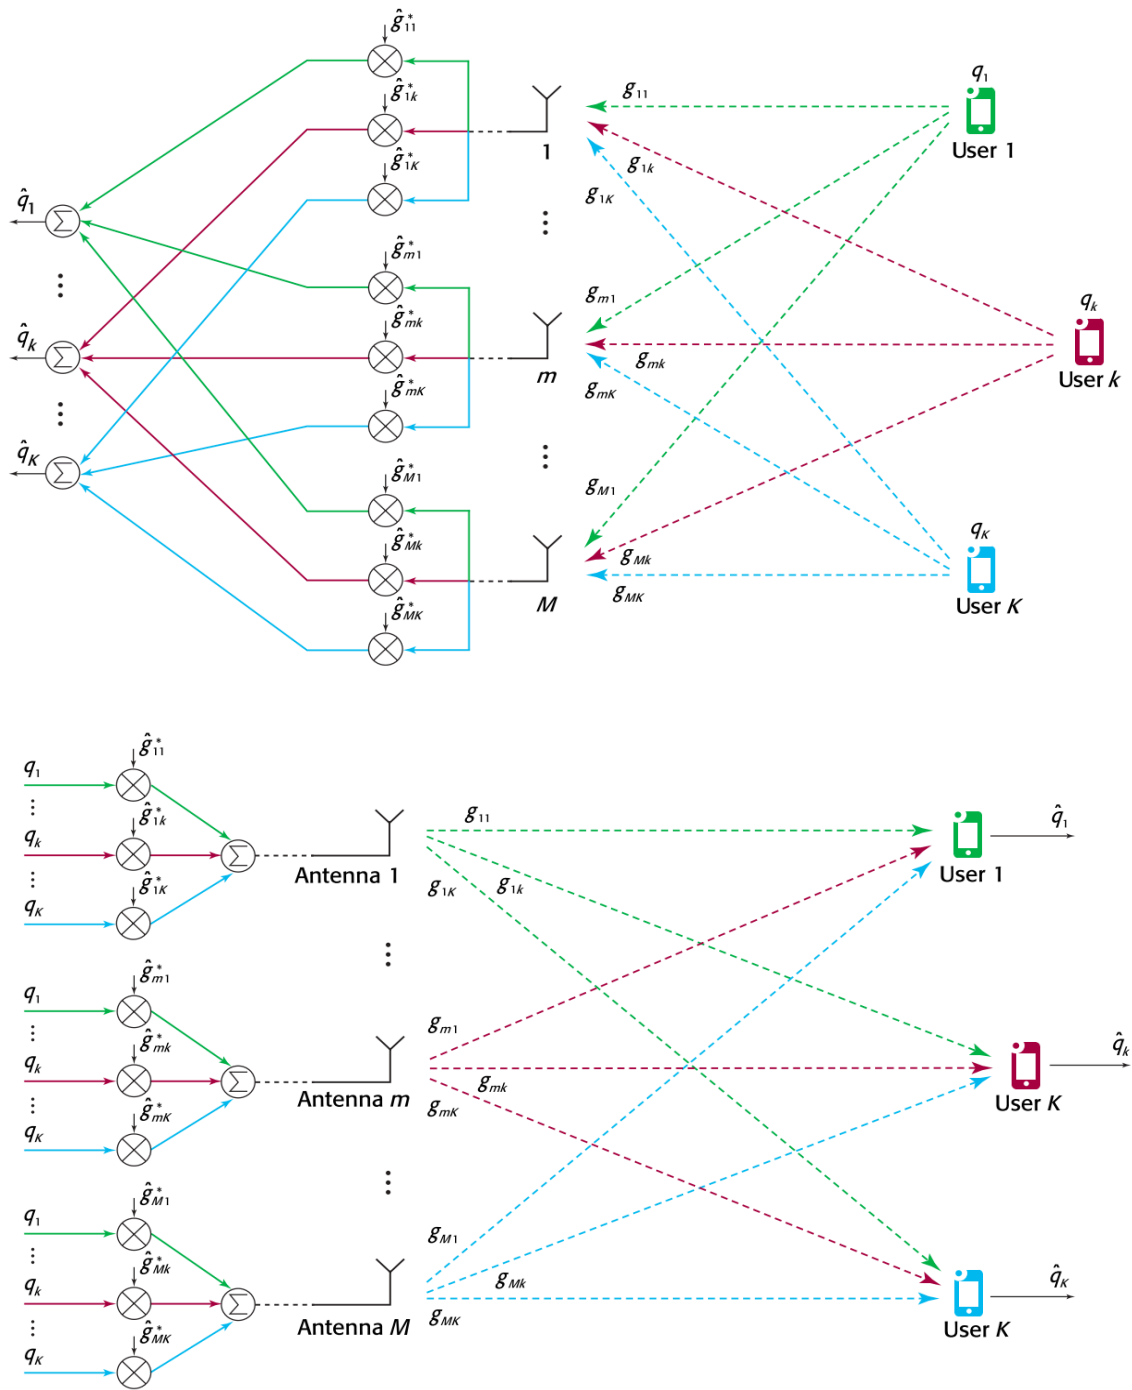 ĝ*11
ĝ*1k
ĝ*1K
1
g11
q1
User 1
g1k
g1K
q̂1
Σ
⋮
ĝ*m1
ĝ*mk
ĝ*mK
m
gm1
gmk
gmK
qk
User k
q̂k
Σ
⋮
q̂K
Σ
ĝ*M1
ĝ*Mk
ĝ*MK
M
gM1
gMk
gMK
qK
User K
q1
ĝ*11
...
qk
ĝ*1k
...
qK
ĝ*1K
Σ
Antenna 1
g11
g1k
g1K
User 1
q̂1
⋮
q1
ĝ*m1
...
qk
ĝ*mk
...
qK
ĝ*mK
Σ
Antenna m
gm1
gmk
gmK
User K
q̂k
⋮
q1
ĝ*M1
...
qk
ĝ*Mk
...
qK
ĝ*MK
Σ
Antenna M
gM1
gMk
gMK
User K
q̂K